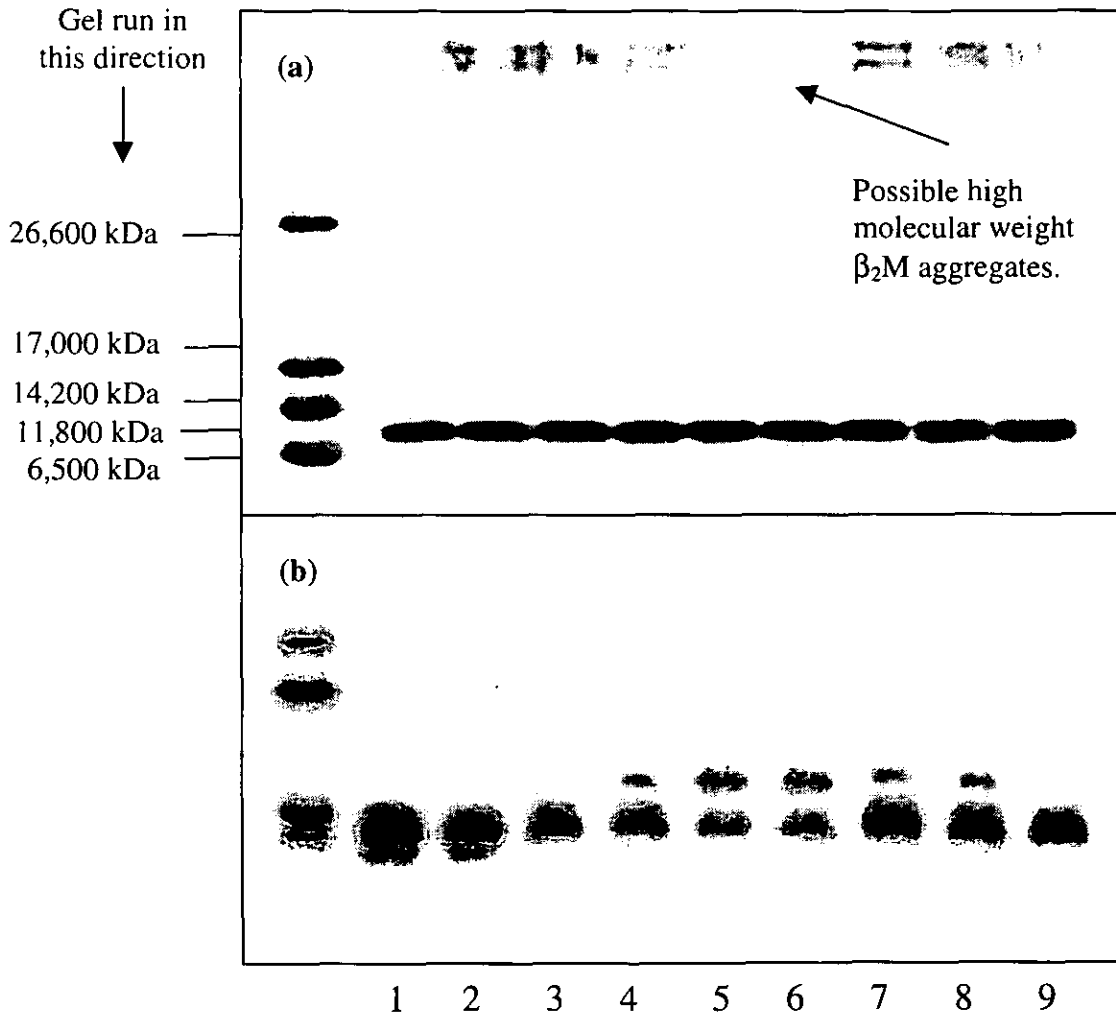 Gel run in
this direction
(a)
Possible high
molecular weight
β₂M aggregates.
26,600 kDa
17,000 kDa
14,200 kDa
11,800 kDa
6,500 kDa
(b)
1 2 3 4 5 6 7 8 9